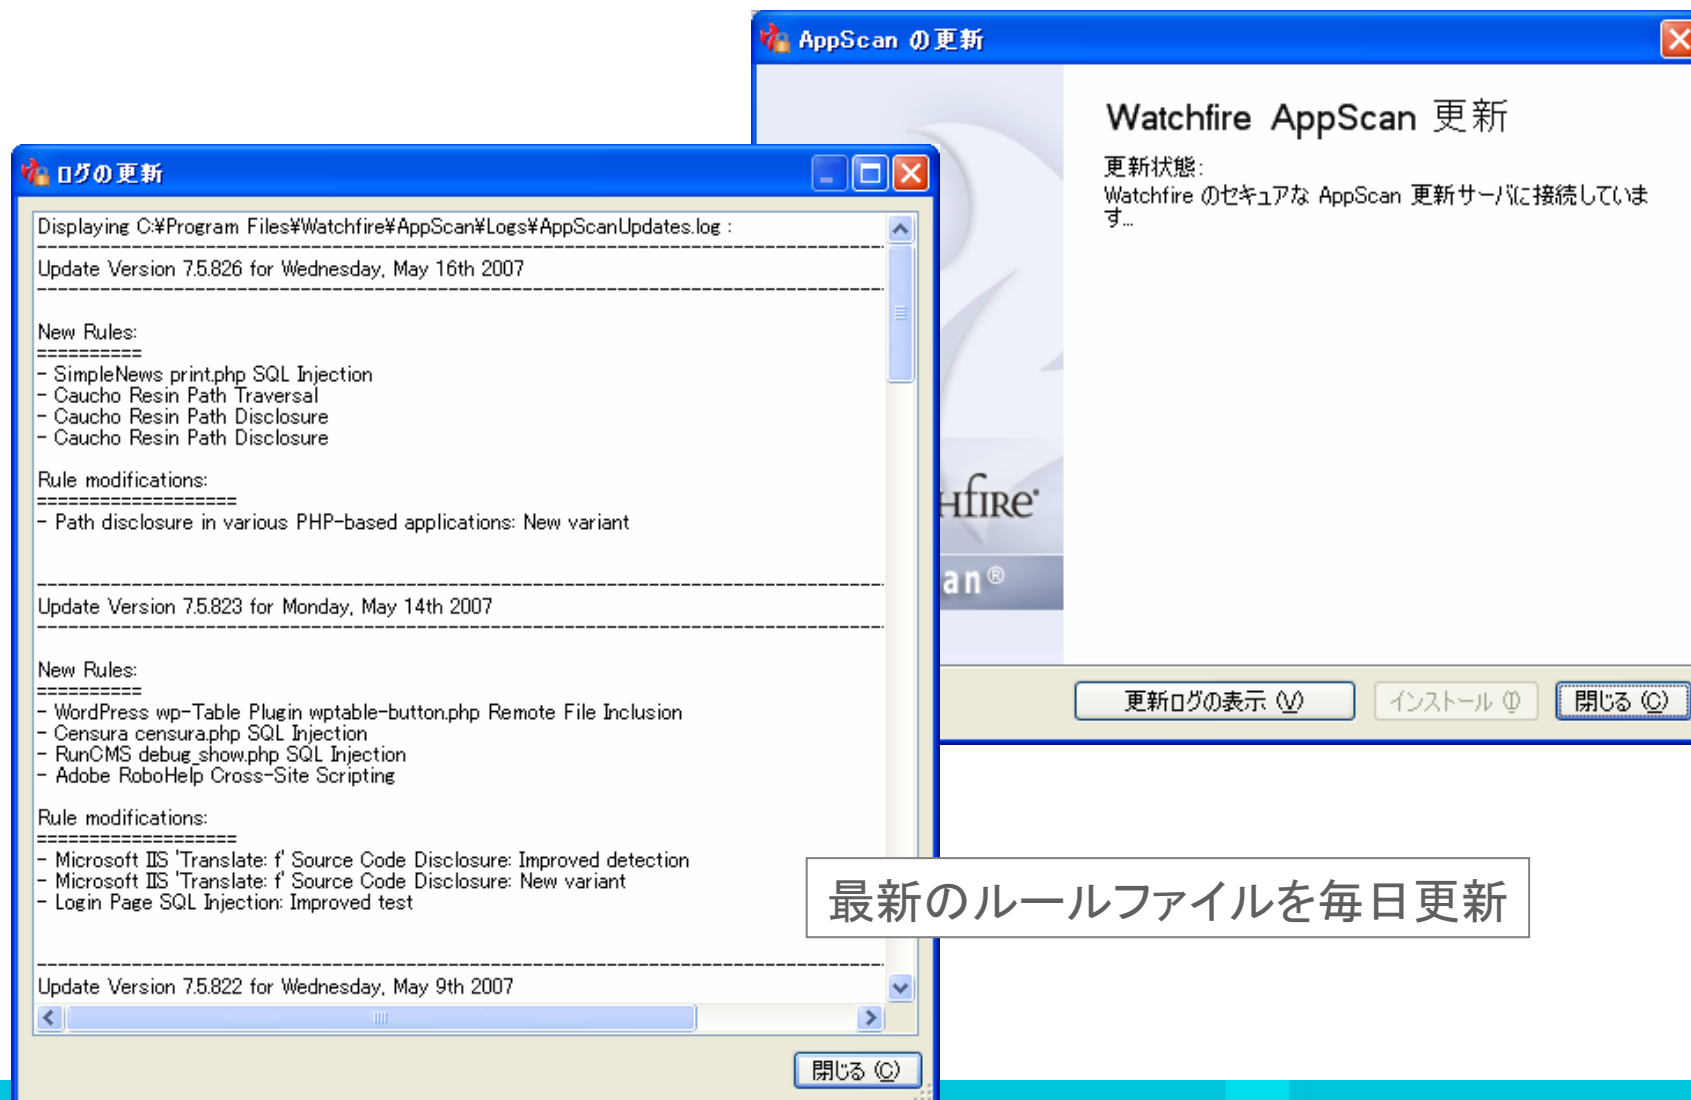 AppScan の更新
Watchfire AppScan 更新
更新状態:
Watchfire のセキュアな AppScan 更新サーバに接続していま
す...
HFIRE
an®
更新ログの表示 (V)
インストール (I)
閉じる (C)
ログの更新
Displaying C:¥Program Files¥Watchfire¥AppScan¥Logs¥AppScanUpdates.log :
Update Version 7.5.826 for Wednesday, May 16th 2007
New Rules:
==========
- SimpleNews print.php SQL Injection
- Caucho Resin Path Traversal
- Caucho Resin Path Disclosure
- Caucho Resin Path Disclosure
Rule modifications:
===================
- Path disclosure in various PHP-based applications: New variant
Update Version 7.5.823 for Monday, May 14th 2007
New Rules:
==========
- WordPress wp-Table Plugin wptable-button.php Remote File Inclusion
- Censura censura.php SQL Injection
- RunCMS debug_show.php SQL Injection
- Adobe RoboHelp Cross-Site Scripting
Rule modifications:
===================
- Microsoft IIS 'Translate: f' Source Code Disclosure: Improved detection
- Microsoft IIS 'Translate: f' Source Code Disclosure: New variant
- Login Page SQL Injection: Improved test
Update Version 7.5.822 for Wednesday, May 9th 2007
閉じる (C)
最新のルールファイルを毎日更新